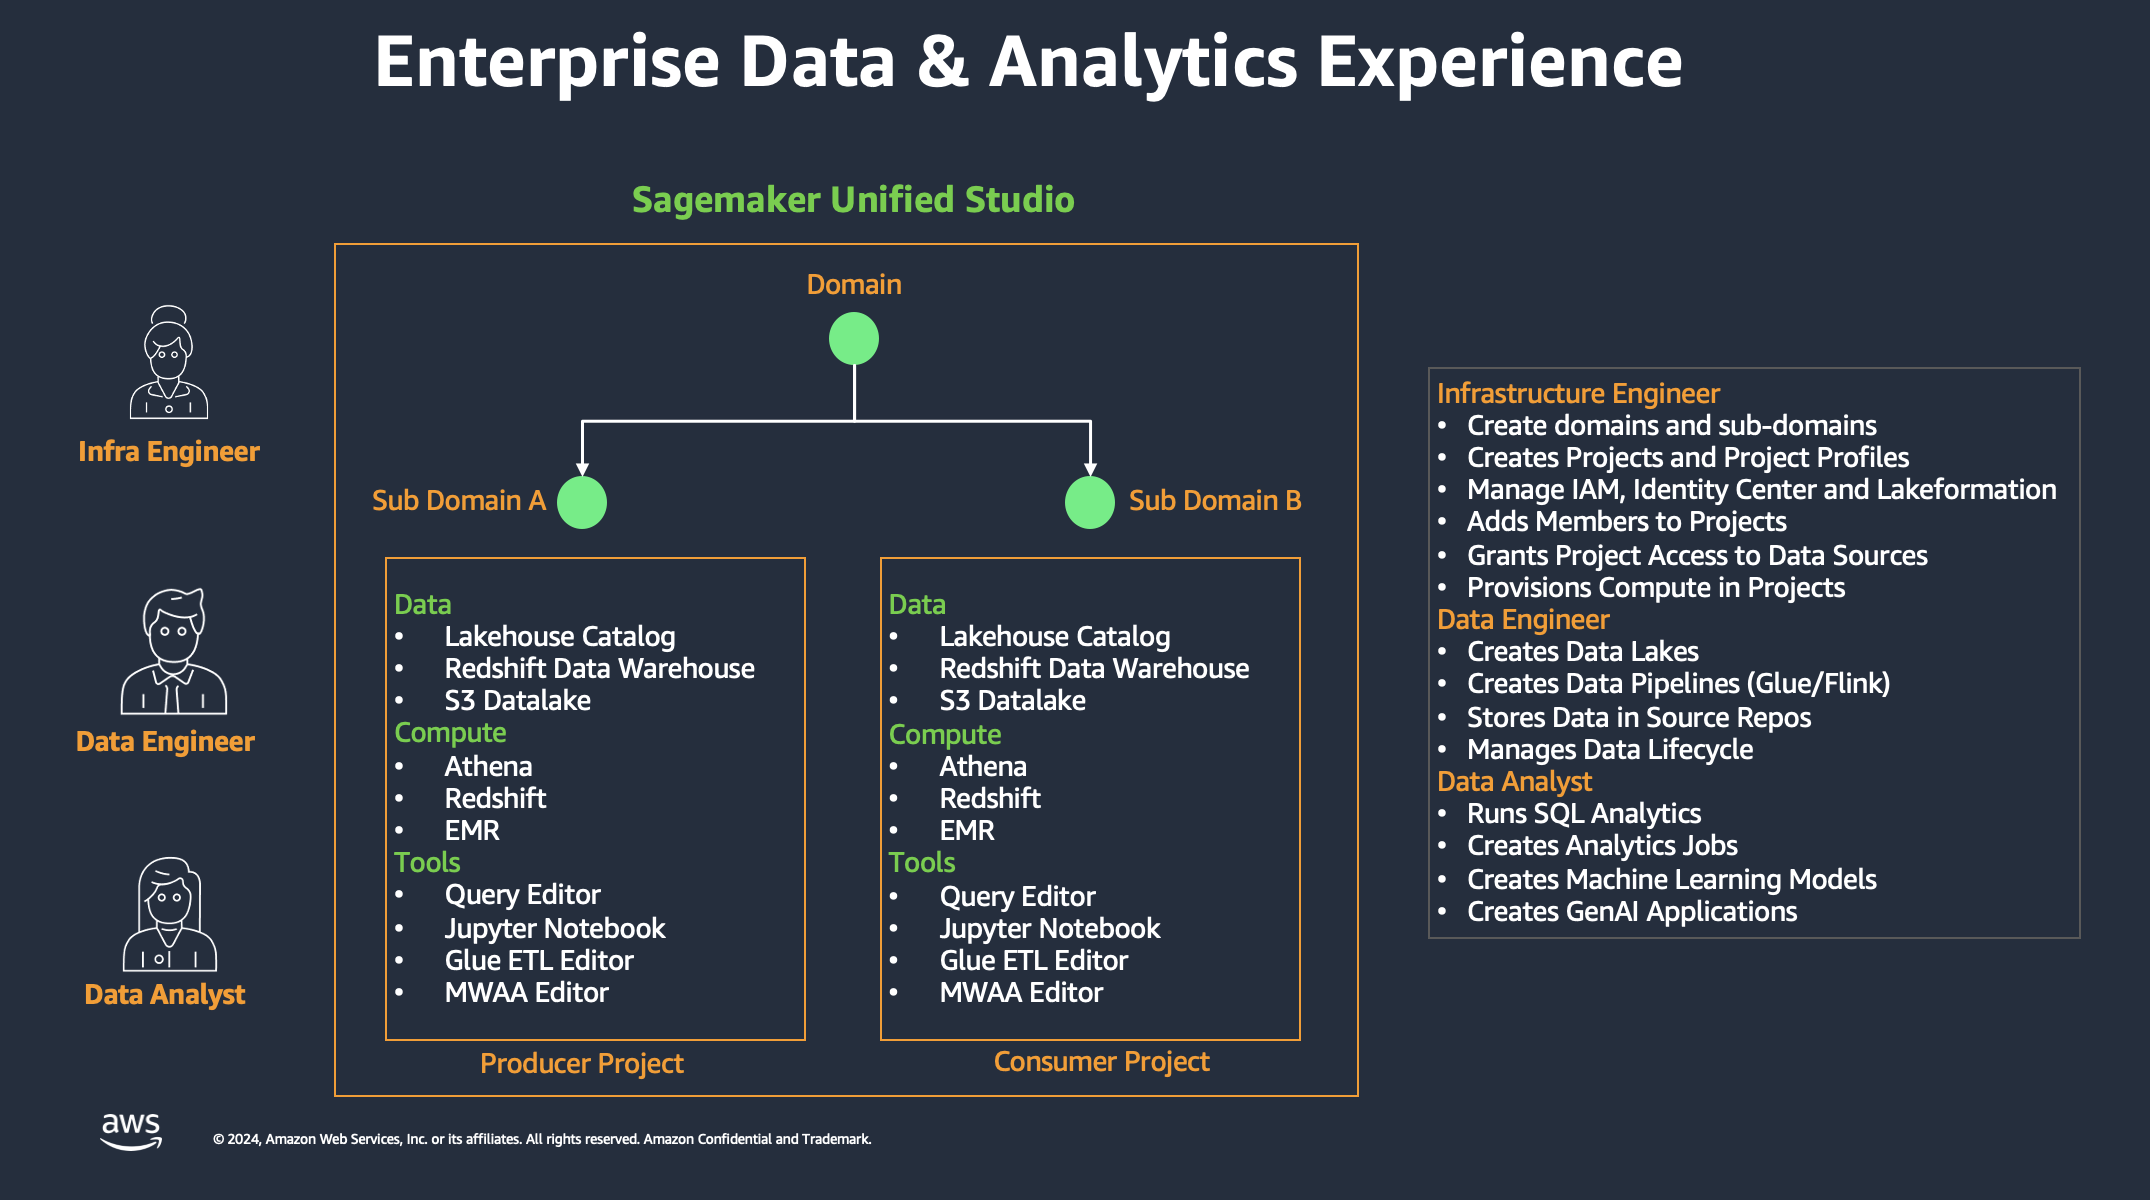 Enterprise Data & Analytics Experience
Sagemaker Unified Studio
Infra Engineer
Data Engineer
Data Analyst
Domain
Sub Domain A
Sub Domain B
Data
• Lakehouse Catalog
• Redshift Data Warehouse
• S3 Datalake
Compute
• Athena
• Redshift
• EMR
Tools
• Query Editor
• Jupyter Notebook
• Glue ETL Editor
• MWAA Editor
Producer Project
Data
• Lakehouse Catalog
• Redshift Data Warehouse
• S3 Datalake
Compute
• Athena
• Redshift
• EMR
Tools
• Query Editor
• Jupyter Notebook
• Glue ETL Editor
• MWAA Editor
Consumer Project
Infrastructure Engineer
• Create domains and sub-domains
• Creates Projects and Project Profiles
• Manage IAM, Identity Center and Lakeformation
• Adds Members to Projects
• Grants Project Access to Data Sources
• Provisions Compute in Projects
Data Engineer
• Creates Data Lakes
• Creates Data Pipelines (Glue/Flink)
• Stores Data in Source Repos
• Manages Data Lifecycle
Data Analyst
• Runs SQL Analytics
• Creates Analytics Jobs
• Creates Machine Learning Models
• Creates GenAI Applications
aws
© 2024, Amazon Web Services, Inc. or its affiliates. All rights reserved. Amazon Confidential and Trademark.